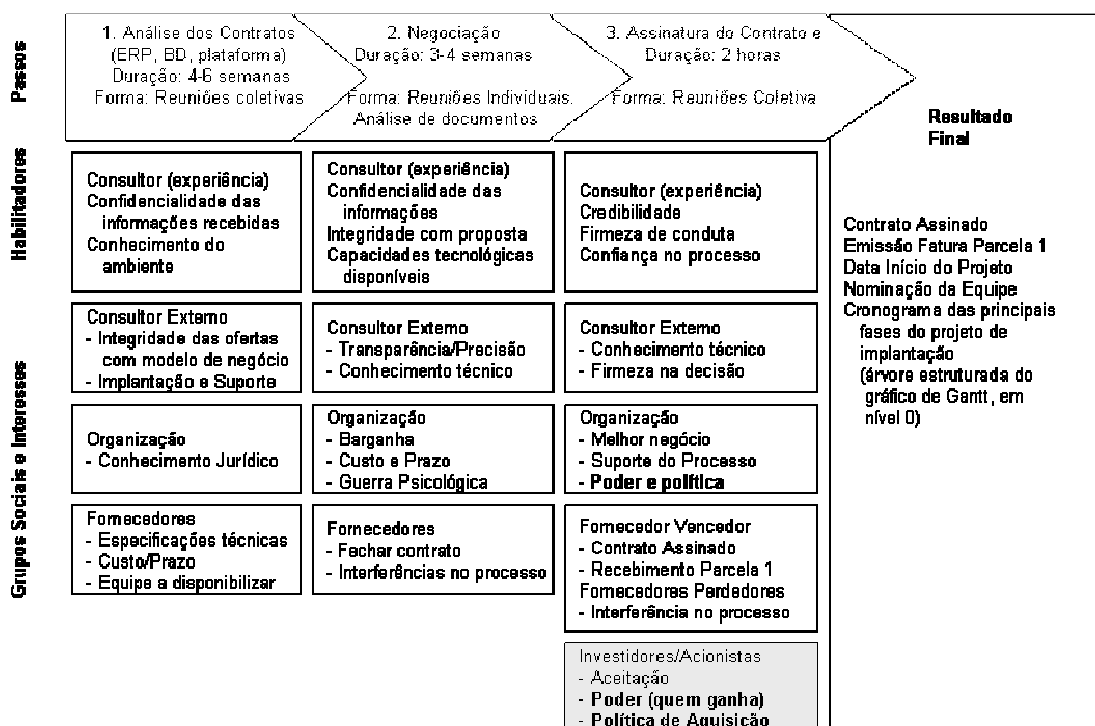 Passos
1. Análise dos Contratos
(ERP, BD, plataforma)
Duração: 4-6 semanas
Forma: Reuniões coletivas
2. Negociação
Duração: 3-4 semanas
Forma: Reuniões Individuais.
Análise de documentos
3. Assinatura do Contrato e
Duração: 2 horas
Forma: Reuniões Coletiva
Resultado
Final
Habilitadores
Consultor (experiência)
Confidencialidade das
informações recebidas
Conhecimento do
ambiente
Consultor (experiência)
Confidencialidade das
informações
Integridade com proposta
Capacidades tecnológicas
disponíveis
Consultor (experiência)
Credibilidade
Firmeza de conduta
Confiança no processo
Contrato Assinado
Emissão Fatura Parcela 1
Data Início do Projeto
Nominação da Equipe
Cronograma das principais
fases do projeto de
implantação
(árvore estruturada do
gráfico de Gantt, em
nível 0)
Grupos Sociais e Interesses
Consultor Externo
- Integridade das ofertas
com modelo de negócio
- Implantação e Suporte
Consultor Externo
- Transparência/Precisão
- Conhecimento técnico
Consultor Externo
- Conhecimento técnico
- Firmeza na decisão
Organização
- Conhecimento Jurídico
Organização
- Barganha
- Custo e Prazo
- Guerra Psicológica
Organização
- Melhor negócio
- Suporte do Processo
- Poder e política
Fornecedores
- Especificações técnicas
- Custo/Prazo
- Equipe a disponibilizar
Fornecedores
- Fechar contrato
- Interferências no processo
Fornecedor Vencedor
- Contrato Assinado
- Recebimento Parcela 1
Fornecedores Perdedores
- Interferência no processo
Investidores/Acionistas
- Aceitação
- Poder (quem ganha)
- Política de Aquisição